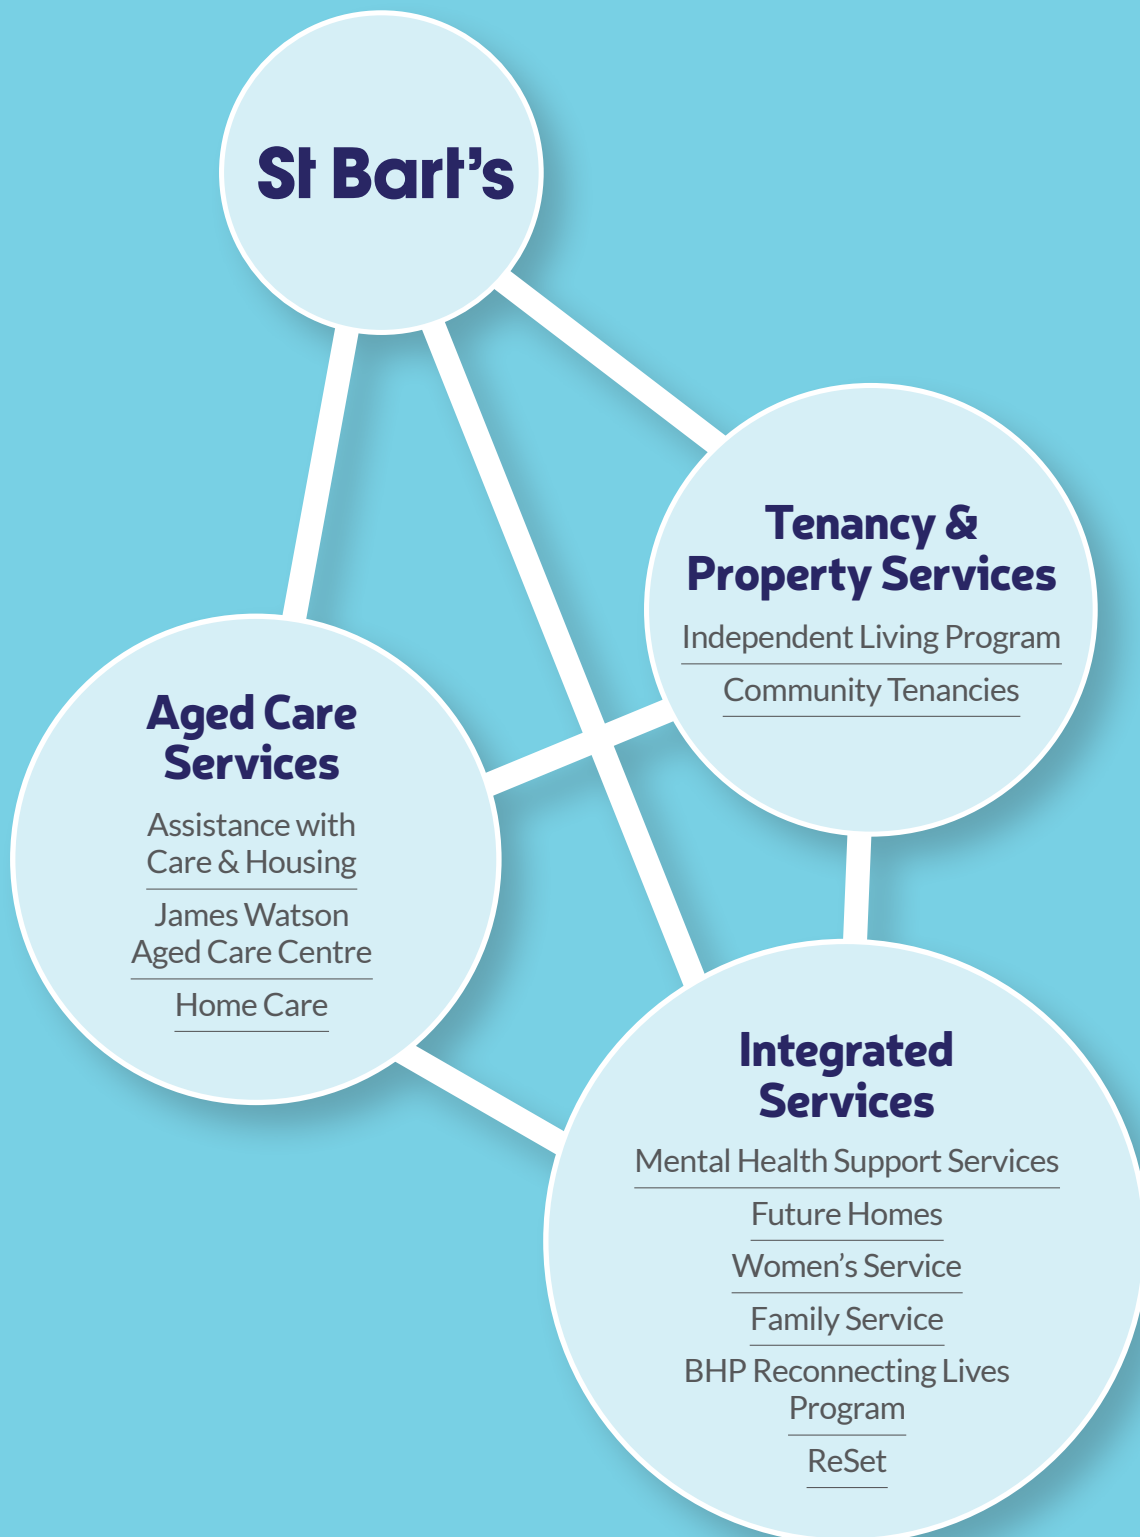 St Bart's
Tenancy &
Property Services
Independent Living Program
Community Tenancies
Aged Care
Services
Assistance with
Care & Housing
James Watson
Aged Care Centre
Home Care
Integrated
Services
Mental Health Support Services
Future Homes
Women’s Service
Family Service
BHP Reconnecting Lives
Program
ReSet